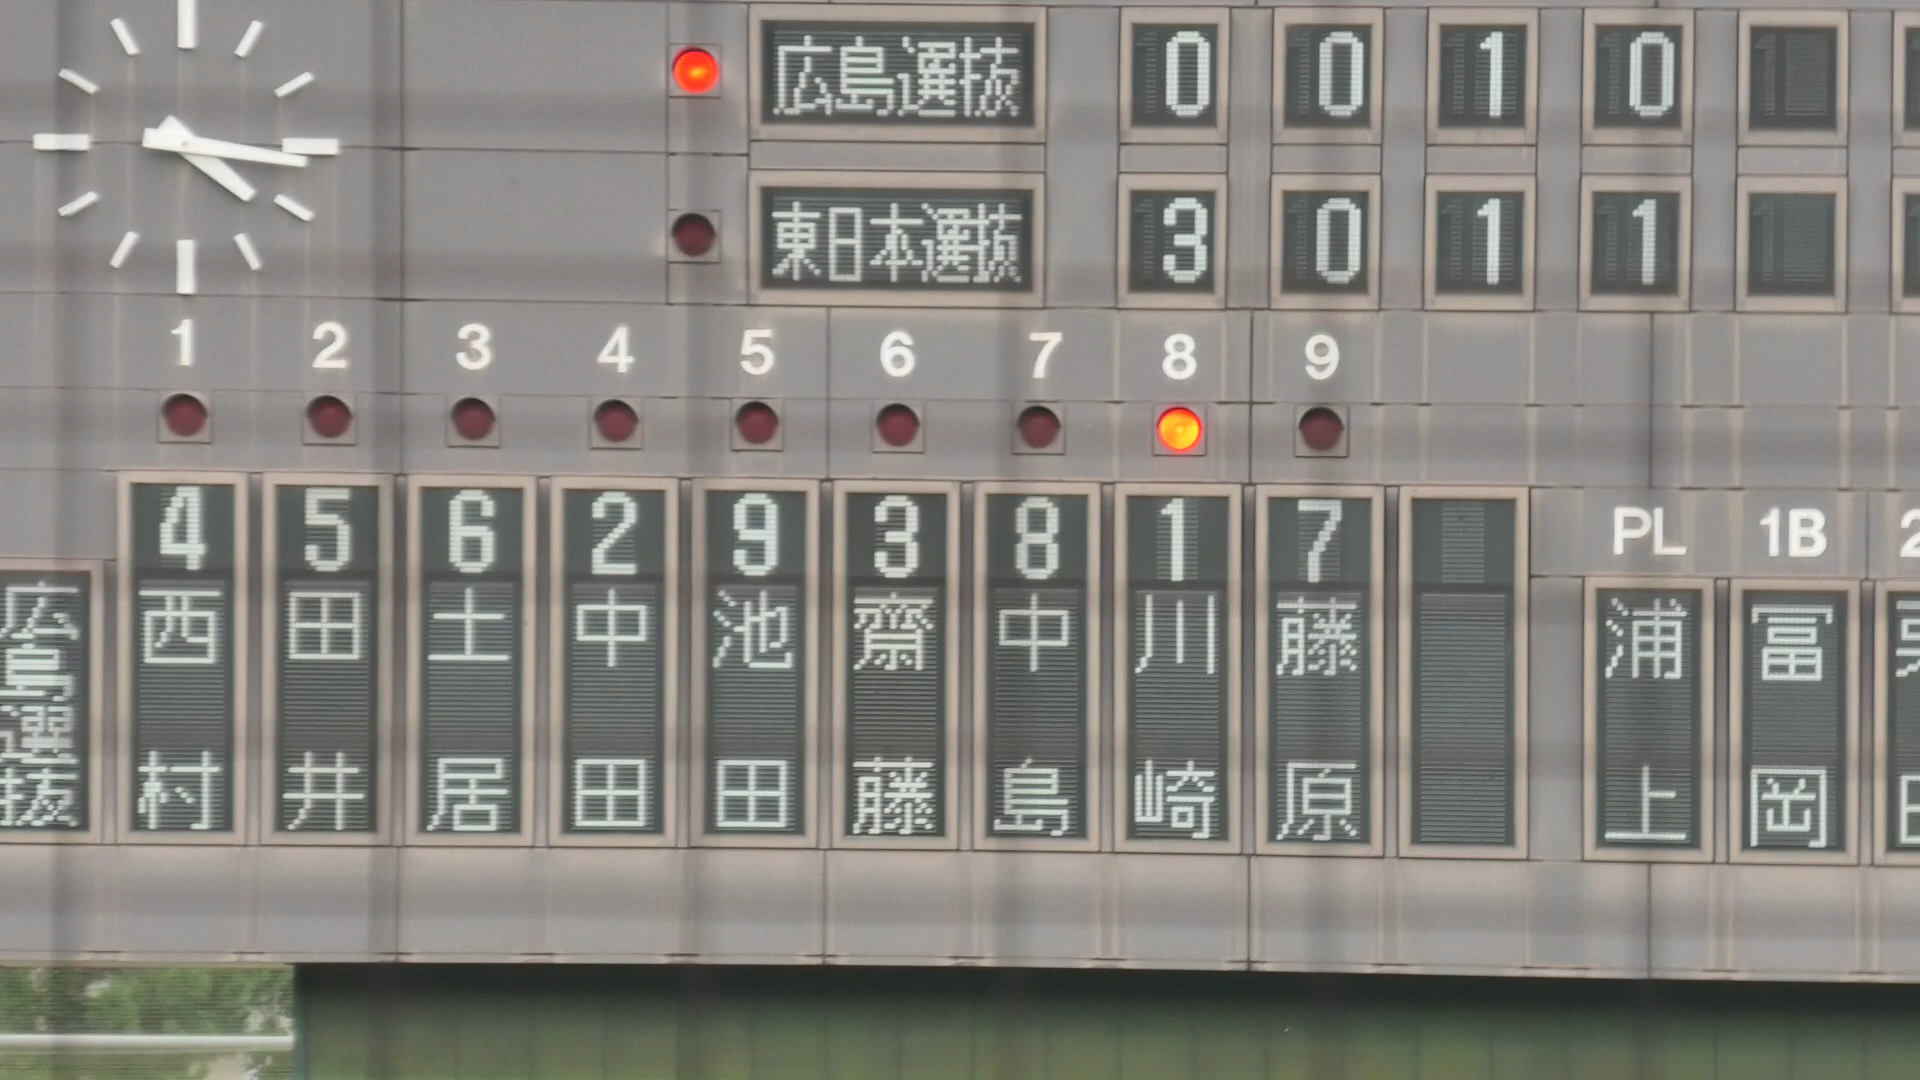 広島選抜 0 0 1 0
東日本選抜 3 0 1 1
1 2 3 4 5 6 7 8 9
4 5 6 2 9 3 8 1 7
PL 1B 2
広島選抜
西村
田井
土居
中田
池田
齋藤
中島
川崎
藤原
浦上
冨岡